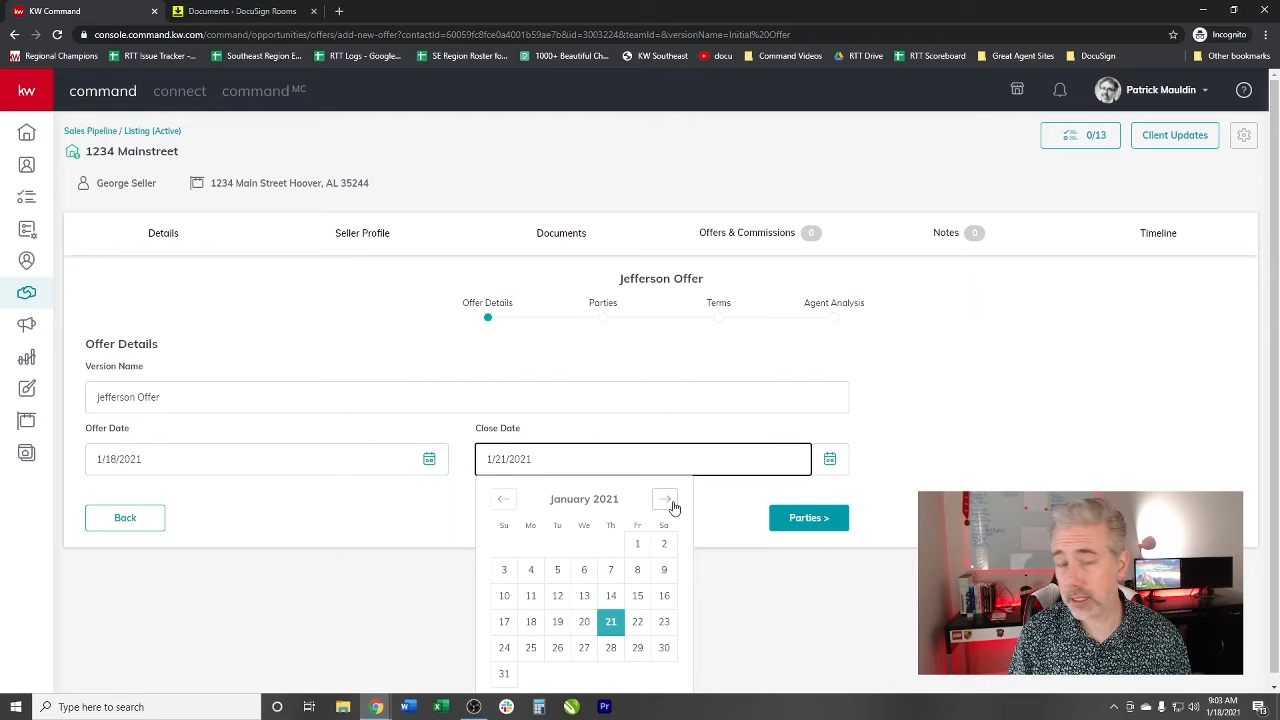 KW Command
Documents › DocuSign Rooms
console.command.kw.com/command/opportunities/offers/add-new-offer?contactId=60059fc8fce0a4001b59ae7b6&id=3003224&teamId=&versionName=Initial%20Offer
Incognito
Regional Champions
RTT Issue Tracker -...
Southeast Region E...
RTT Logs - Google...
SE Region Roster fo...
1000+ Beautiful Ch...
KW Southeast
docu
Command Videos
RTT Drive
RTT Scoreboard
Great Agent Sites
DocuSign
Other bookmarks
kw command connect command MC
Patrick Mauldin
Sales Pipeline / Listing (Active)
1234 Mainstreet
0/13
Client Updates
George Seller
1234 Main Street Hoover, AL 35244
Details
Seller Profile
Documents
Offers & Commissions 0
Notes 0
Timeline
Jefferson Offer
Offer Details
Parties
Terms
Agent Analysis
Offer Details
Version Name
Jefferson Offer
Offer Date
Close Date
1/18/2021
1/21/2021
January 2021
Su Mo Tu We Th Fr Sa
1 2
3 4 5 6 7 8 9
10 11 12 13 14 15 16
17 18 19 20 21 22 23
24 25 26 27 28 29 30
31
Back
Parties >
Type here to search
9:03 AM
1/18/2021